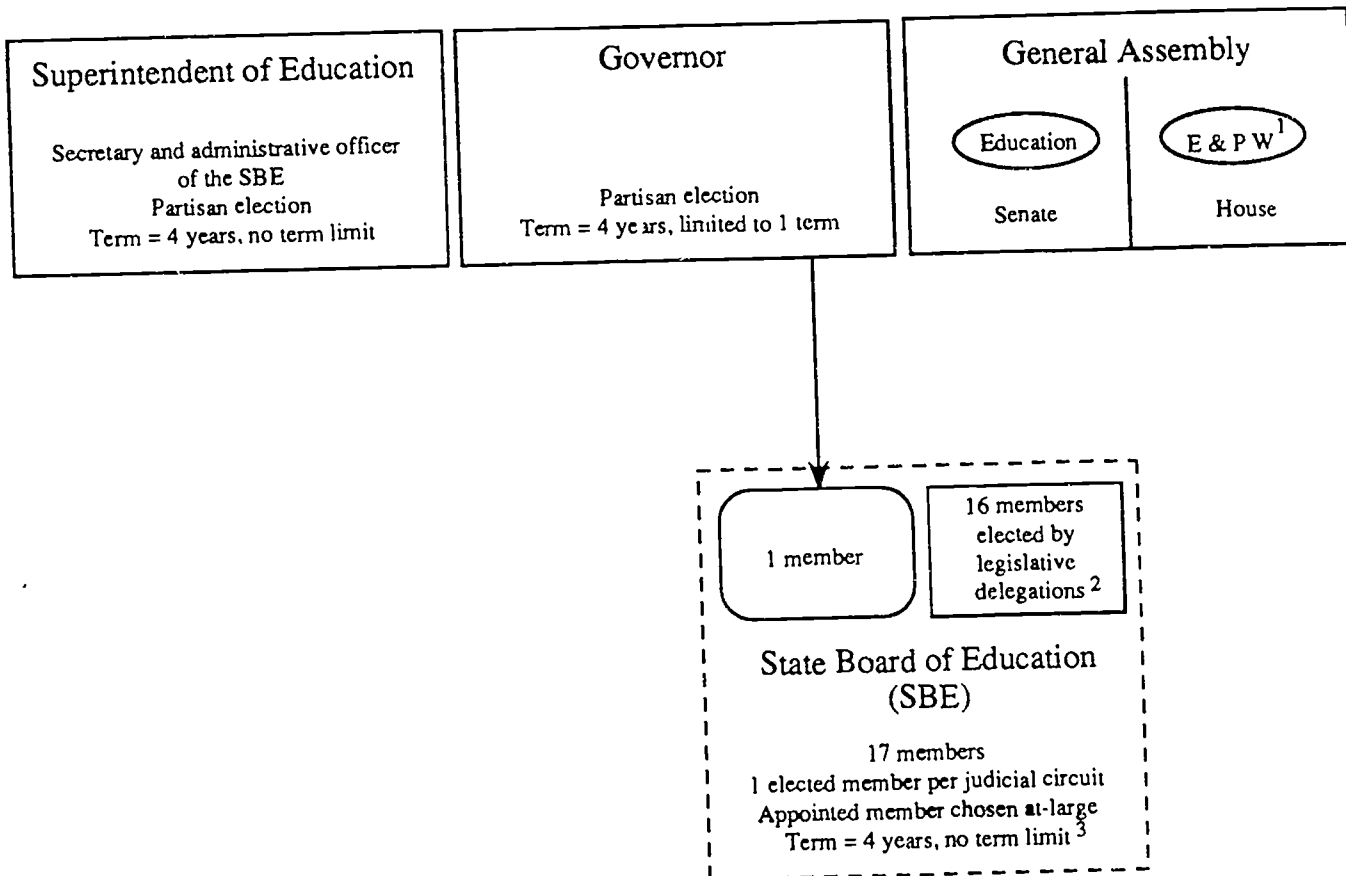 Superintendent of Education
Secretary and administrative officer
of the SBE
Partisan election
Term = 4 years, no term limit
Governor
Partisan election
Term = 4 years, limited to 1 term
General Assembly
Education
Senate
E & P W 1
House
1 member
16 members
elected by
legislative
delegations 2
State Board of Education
(SBE)
17 members
1 elected member per judicial circuit
Appointed member chosen at-large
Term = 4 years, no term limit 3